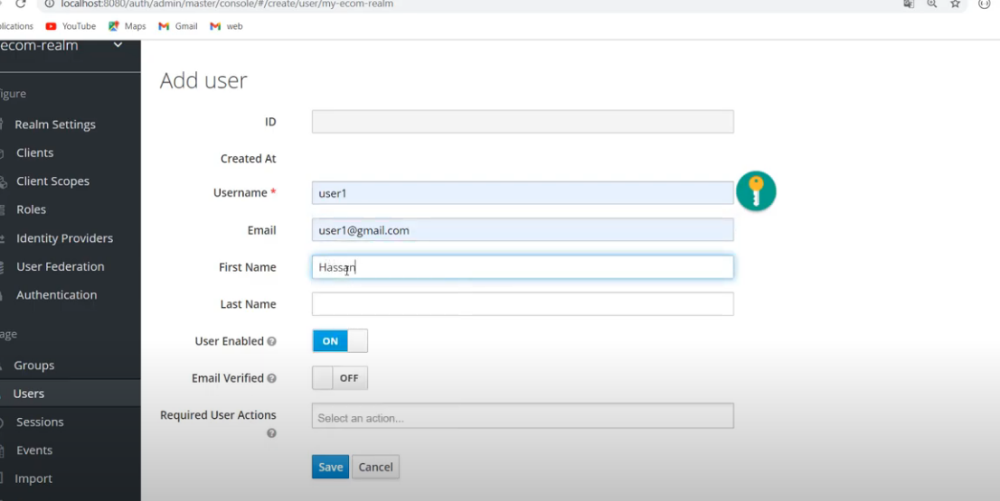 localhost:8080/auth/admin/master/console/#/create/user/my-ecom-realm
plications YouTube Maps Gmail web
ecom-realm
igure
Realm Settings
Clients
Client Scopes
Roles
Identity Providers
User Federation
Authentication
age
Groups
Users
Sessions
Events
Import
Add user
ID
Created At
Username * user1
Email user1@gmail.com
First Name Hassan
Last Name
User Enabled ON
Email Verified OFF
Required User Actions Select an action...
Save Cancel